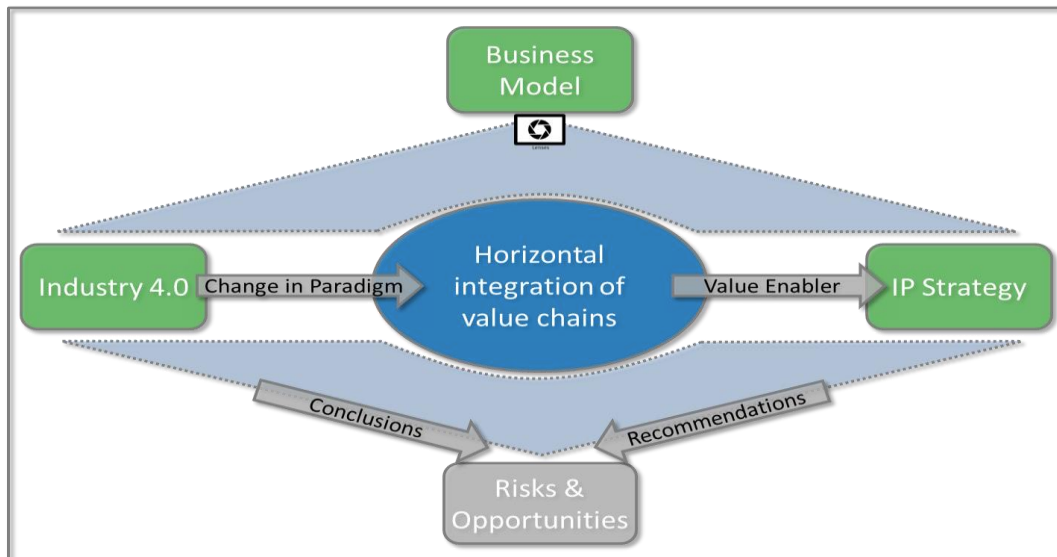 Business
Model
Industry 4.0
Change in Paradigm
Horizontal
integration of
value chains
Value Enabler
IP Strategy
Conclusions
Recommendations
Risks &
Opportunities